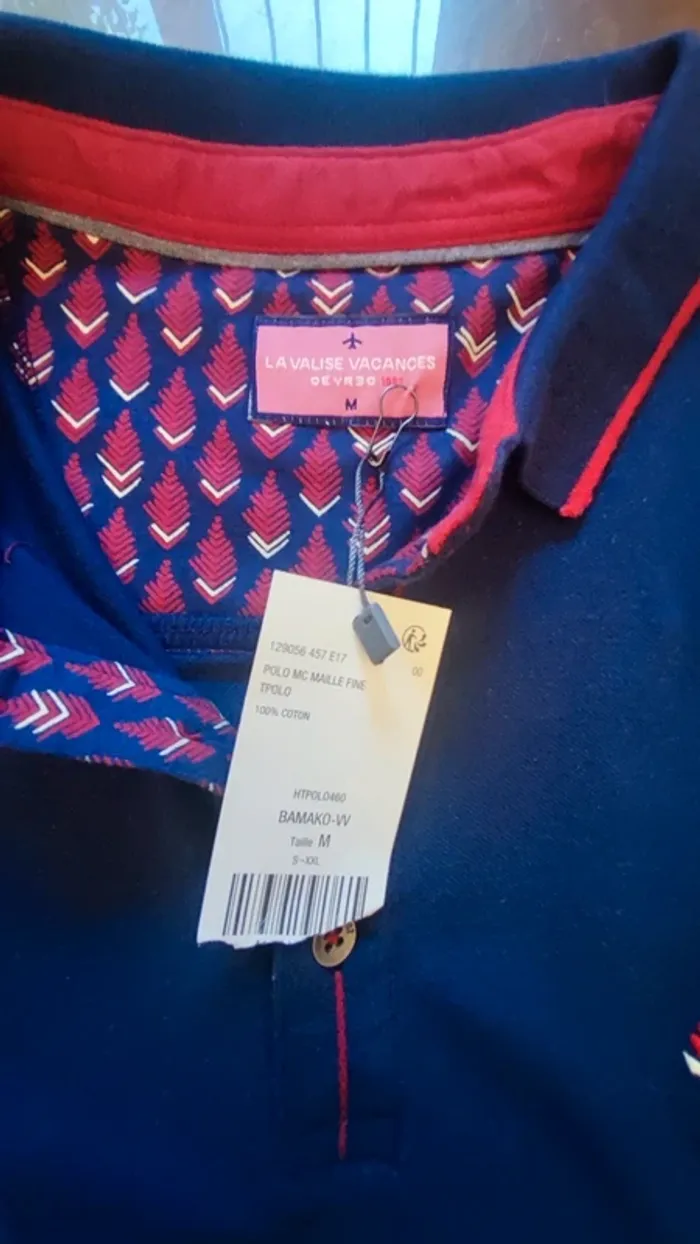 LA VALISE VACANCES
DEVRED
M
129056 457 E17
00
POLO MC MAILLE FINE
TPOLO
100% COTON
HTPOLO460
BAMAKO-VV
Taille M
S-XXL